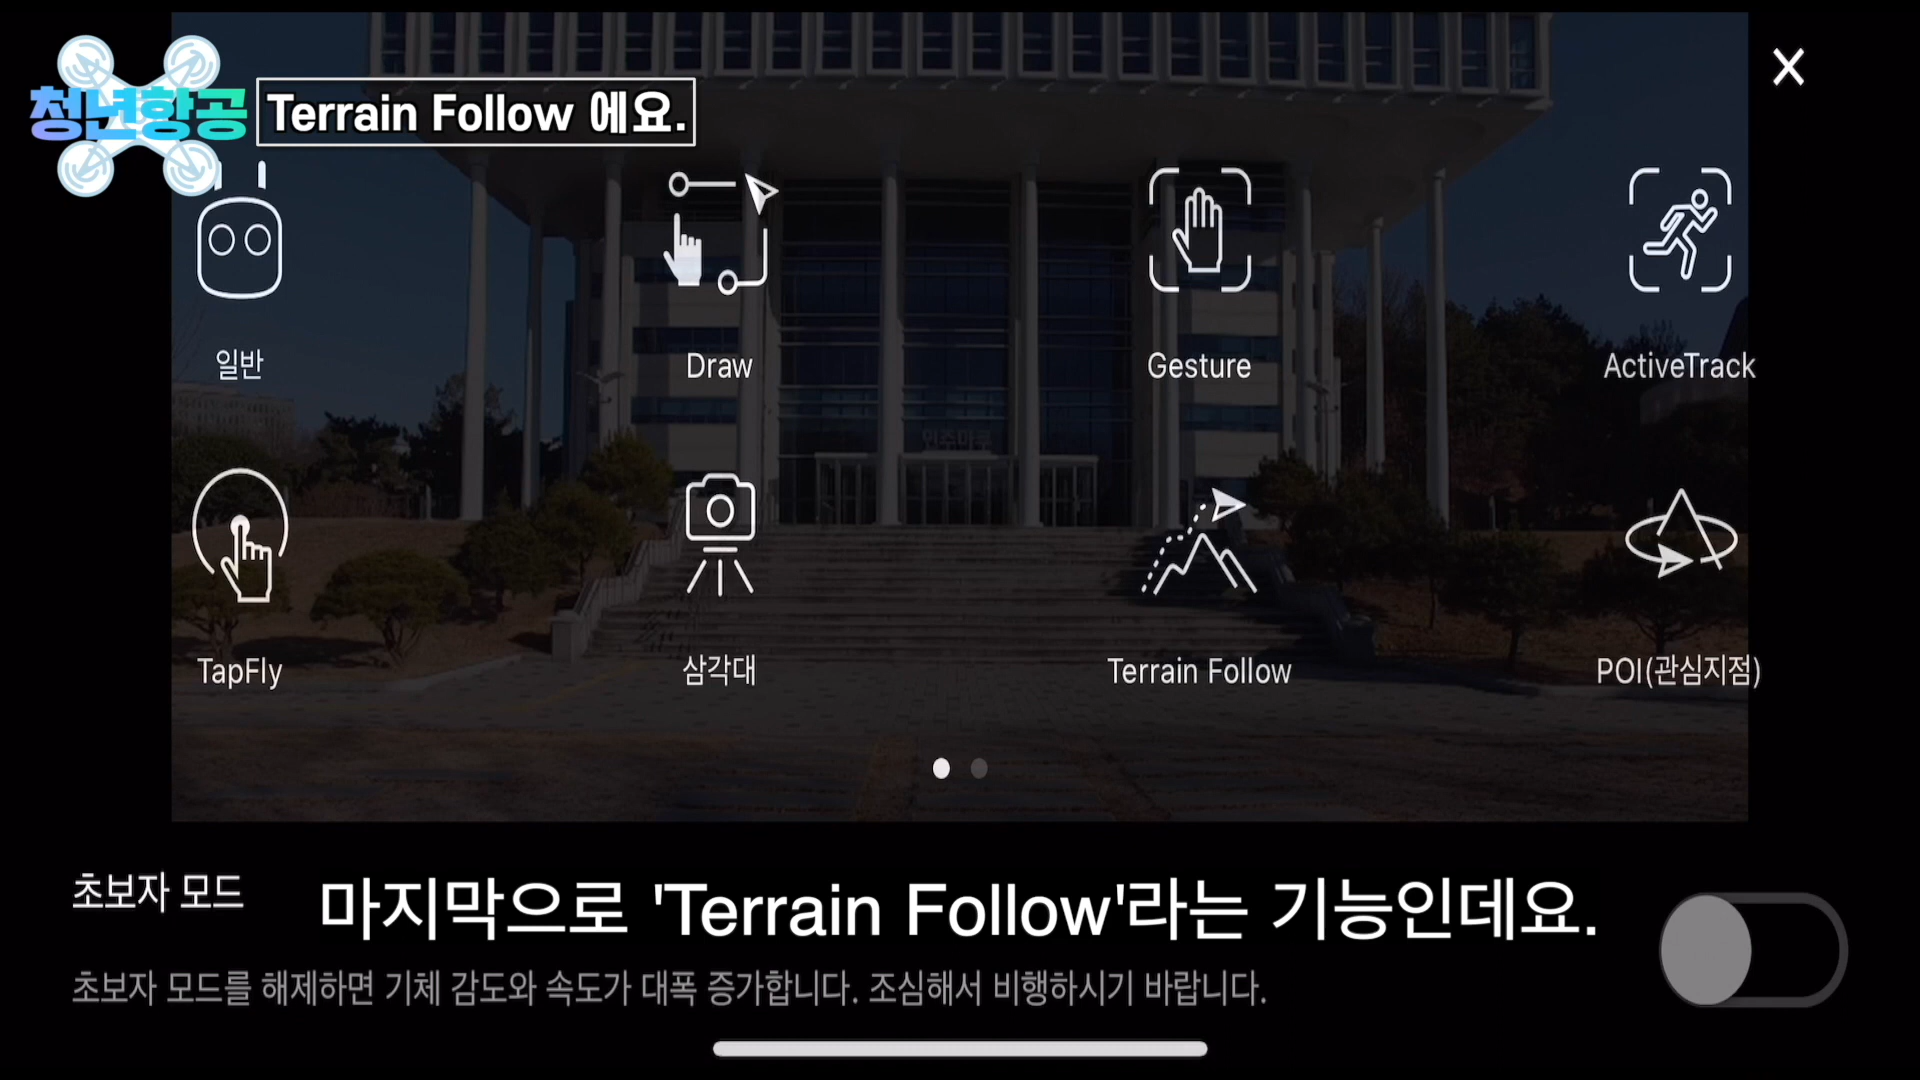 청년항공
Terrain Follow 에요.
일반
Draw
Gesture
ActiveTrack
TapFly
삼각대
Terrain Follow
POI(관심지점)
초보자 모드
마지막으로 'Terrain Follow'라는 기능인데요.
초보자 모드를 해제하면 기체 감도와 속도가 대폭 증가합니다. 조심해서 비행하시기 바랍니다.